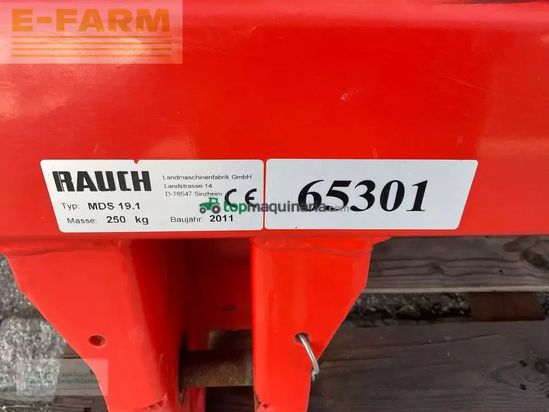 E-FARM
RAUCH
Landmaschinenfabrik GmbH
Landstrasse 14
D-76547 Sinzheim
CE
Typ: MDS 19.1
Masse: 250 kg
Baujahr: 2011
65301
topmaquinaria.com